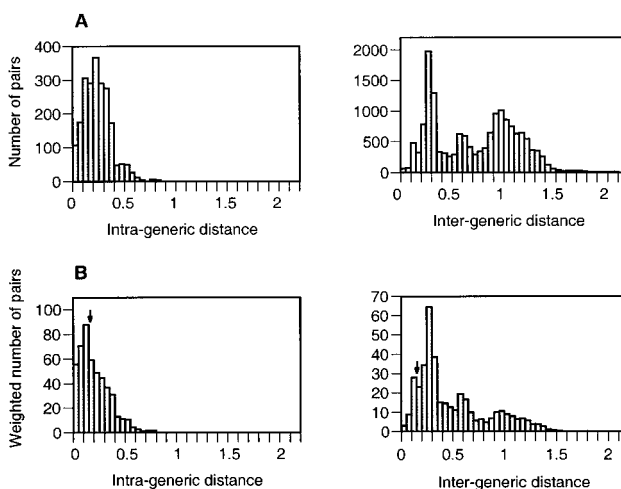 A
Number of pairs
400
300
200
100
0
0 0.5 1 1.5 2
Intra-generic distance
2000
1500
1000
500
0
0 0.5 1 1.5 2
Inter-generic distance
B
Weighted number of pairs
100
80
60
40
20
0
0 0.5 1 1.5 2
Intra-generic distance
70
60
50
40
30
20
10
0
0 0.5 1 1.5 2
Inter-generic distance